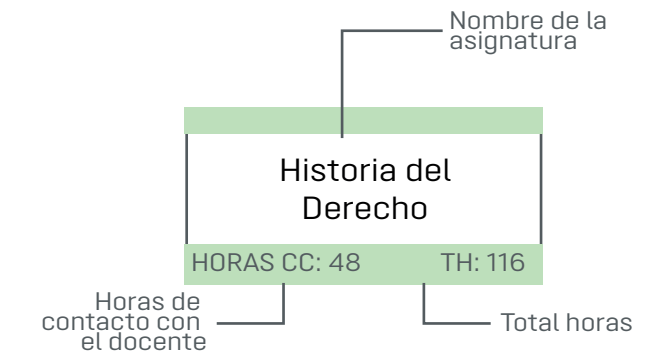 Nombre de la
asignatura
Historia del
Derecho
HORAS CC: 48 TH: 116
Horas de
contacto con
el docente
Total horas